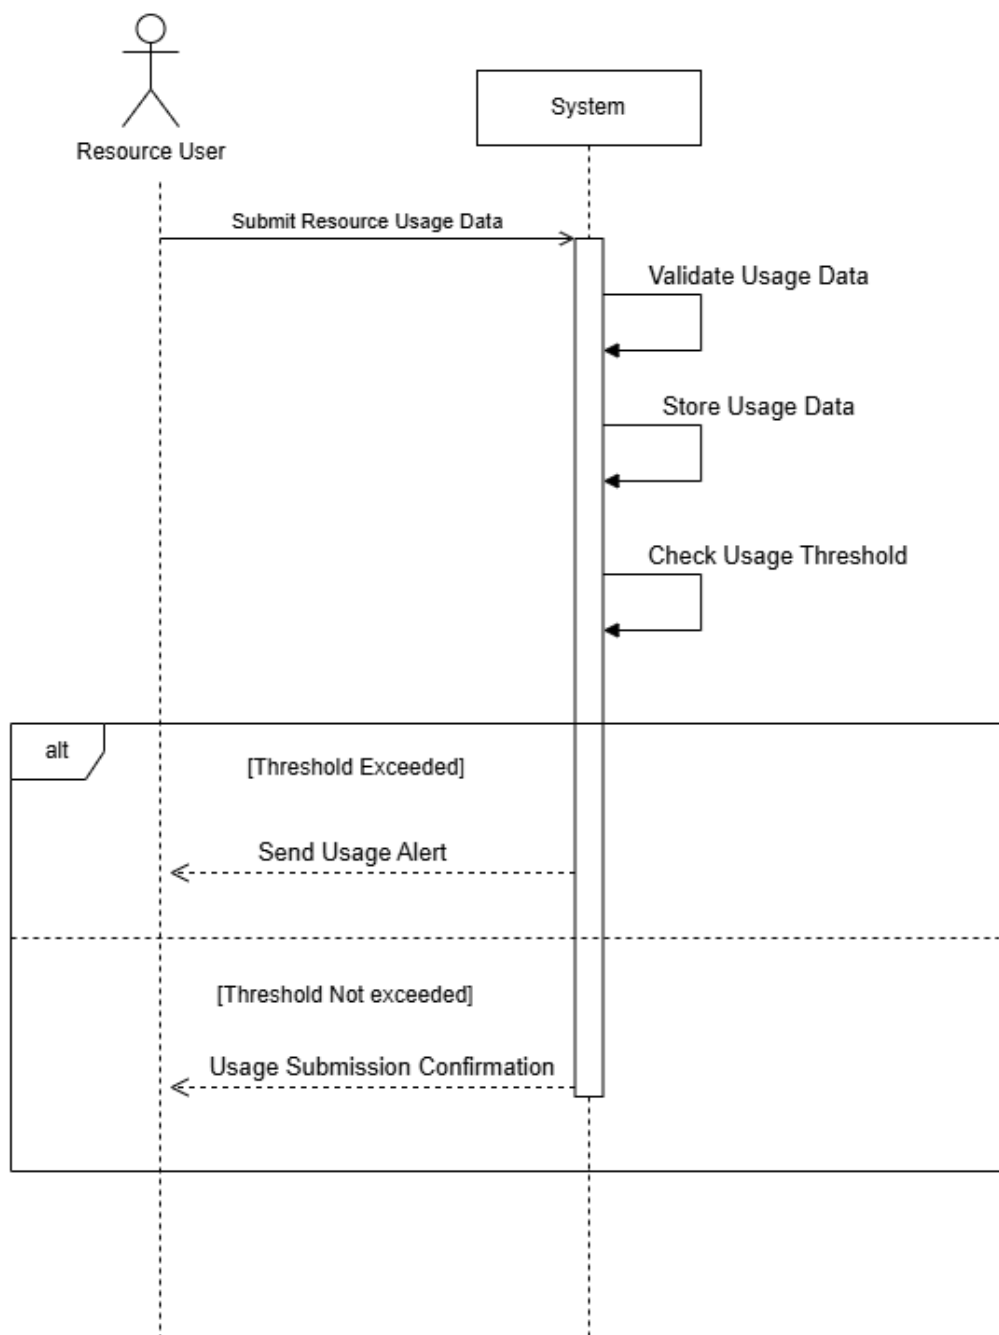 Resource User
System
Submit Resource Usage Data
Validate Usage Data
Store Usage Data
Check Usage Threshold
alt
[Threshold Exceeded]
Send Usage Alert
[Threshold Not exceeded]
Usage Submission Confirmation